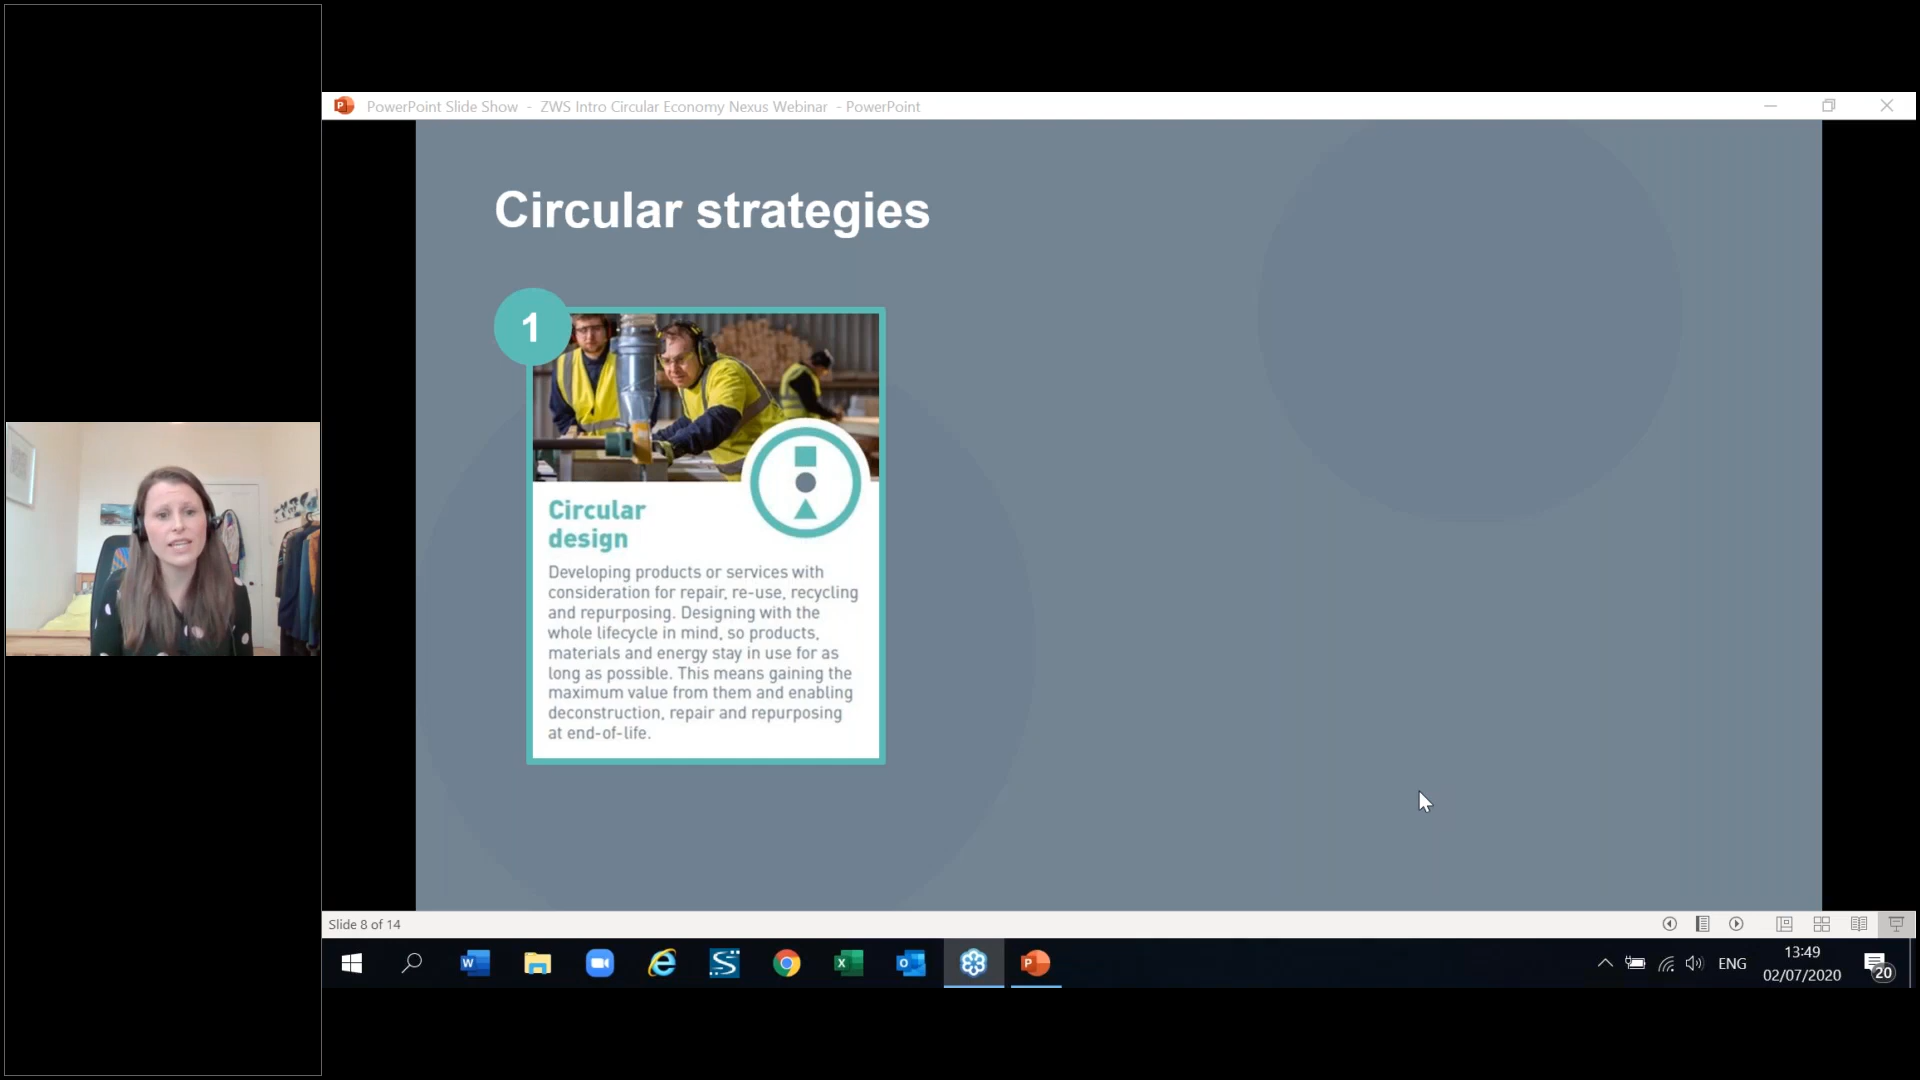 PowerPoint Slide Show - ZWS Intro Circular Economy Nexus Webinar - PowerPoint
Circular strategies
1
Circular
design
Developing products or services with
consideration for repair, re-use, recycling
and repurposing. Designing with the
whole lifecycle in mind, so products,
materials and energy stay in use for as
long as possible. This means gaining the
maximum value from them and enabling
deconstruction, repair and repurposing
at end-of-life.
Slide 8 of 14
ENG
13:49
02/07/2020
20